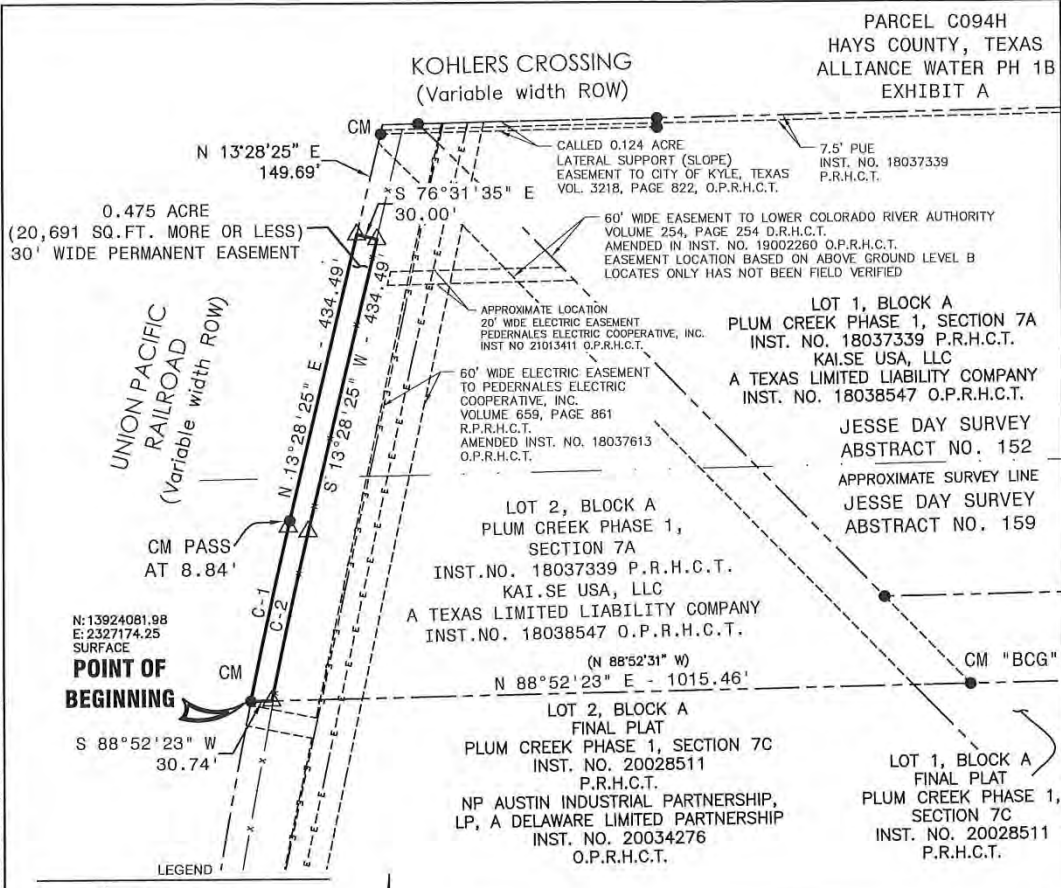 PARCEL C094H
HAYS COUNTY, TEXAS
ALLIANCE WATER PH 1B
EXHIBIT A
KOHLERS CROSSING
(Variable width ROW)
CM
N 13°28'25" E
149.69'
CALLED 0.124 ACRE
LATERAL SUPPORT (SLOPE)
EASEMENT TO CITY OF KYLE, TEXAS
VOL. 3218, PAGE 822, O.P.R.H.C.T.
7.5' PUE
INST. NO. 18037339
P.R.H.C.T.
S 76°31'35" E
30.00'
0.475 ACRE
(20,691 SQ.FT. MORE OR LESS)
30' WIDE PERMANENT EASEMENT
60' WIDE EASEMENT TO LOWER COLORADO RIVER AUTHORITY
VOLUME 254, PAGE 254 D.R.H.C.T.
AMENDED IN INST. NO. 19002260 O.P.R.H.C.T.
EASEMENT LOCATION BASED ON ABOVE GROUND LEVEL B
LOCATES ONLY HAS NOT BEEN FIELD VERIFIED
APPROXIMATE LOCATION
20' WIDE ELECTRIC EASEMENT
PEDERNALES ELECTRIC COOPERATIVE, INC.
INST NO 21013411 O.P.R.H.C.T.
LOT 1, BLOCK A
PLUM CREEK PHASE 1, SECTION 7A
INST. NO. 18037339 P.R.H.C.T.
KAI.SE USA, LLC
A TEXAS LIMITED LIABILITY COMPANY
INST. NO. 18038547 O.P.R.H.C.T.
UNION PACIFIC
RAILROAD
(Variable width ROW)
N 13°28'25" E - 434.49'
S 13°28'25" W - 434.49'
60' WIDE ELECTRIC EASEMENT
TO PEDERNALES ELECTRIC
COOPERATIVE, INC.
VOLUME 659, PAGE 861
R.P.R.H.C.T.
AMENDED INST. NO. 18037613
O.P.R.H.C.T.
JESSE DAY SURVEY
ABSTRACT NO. 152
APPROXIMATE SURVEY LINE
JESSE DAY SURVEY
ABSTRACT NO. 159
LOT 2, BLOCK A
PLUM CREEK PHASE 1,
SECTION 7A
INST.NO. 18037339 P.R.H.C.T.
KAI.SE USA, LLC
A TEXAS LIMITED LIABILITY COMPANY
INST.NO. 18038547 O.P.R.H.C.T.
CM PASS
AT 8.84'
C-1
C-2
N:13924081.98
E:2327174.25
SURFACE
POINT OF
BEGINNING
CM
(N 88°52'31" W)
N 88°52'23" E - 1015.46'
CM "BCG"
S 88°52'23" W
30.74'
LOT 2, BLOCK A
FINAL PLAT
PLUM CREEK PHASE 1, SECTION 7C
INST. NO. 20028511
P.R.H.C.T.
NP AUSTIN INDUSTRIAL PARTNERSHIP,
LP, A DELAWARE LIMITED PARTNERSHIP
INST. NO. 20034276
O.P.R.H.C.T.
LOT 1, BLOCK A
FINAL PLAT
PLUM CREEK PHASE 1,
SECTION 7C
INST. NO. 20028511
P.R.H.C.T.
LEGEND